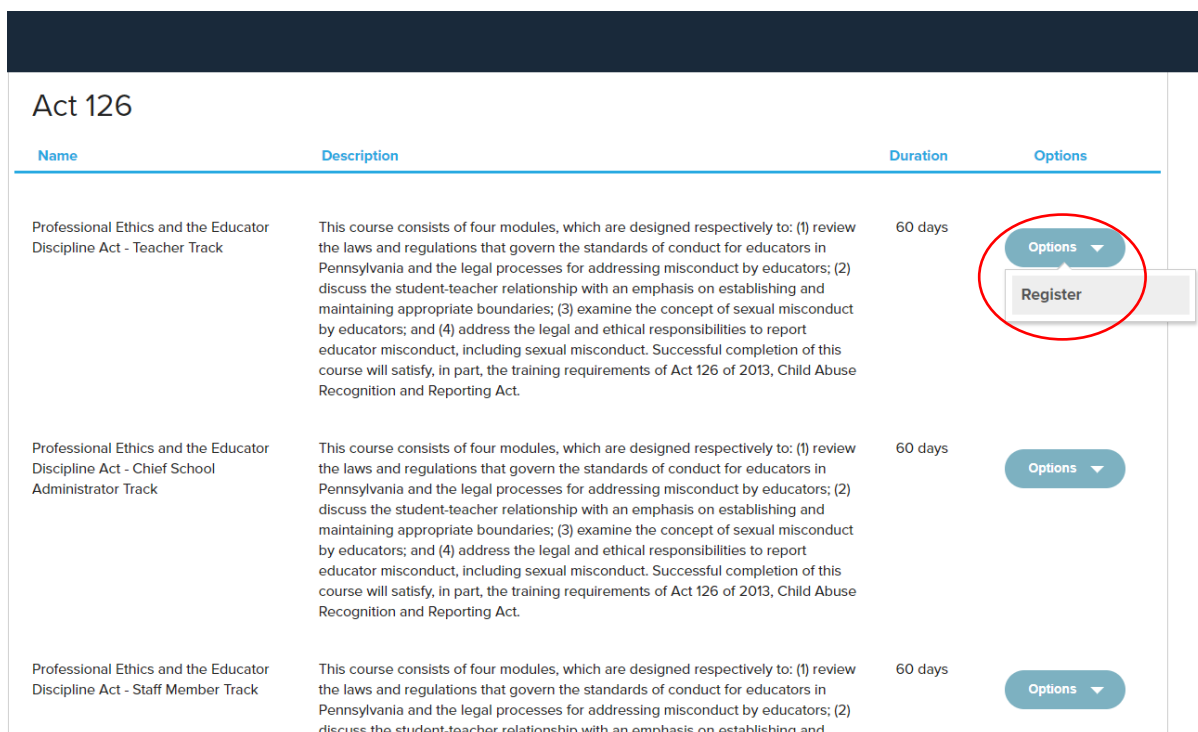 Act 126
Name Description Duration Options
Professional Ethics and the Educator
Discipline Act - Teacher Track
This course consists of four modules, which are designed respectively to: (1) review
the laws and regulations that govern the standards of conduct for educators in
Pennsylvania and the legal processes for addressing misconduct by educators; (2)
discuss the student-teacher relationship with an emphasis on establishing and
maintaining appropriate boundaries; (3) examine the concept of sexual misconduct
by educators; and (4) address the legal and ethical responsibilities to report
educator misconduct, including sexual misconduct. Successful completion of this
course will satisfy, in part, the training requirements of Act 126 of 2013, Child Abuse
Recognition and Reporting Act.
60 days
Options
Register
Professional Ethics and the Educator
Discipline Act - Chief School
Administrator Track
This course consists of four modules, which are designed respectively to: (1) review
the laws and regulations that govern the standards of conduct for educators in
Pennsylvania and the legal processes for addressing misconduct by educators; (2)
discuss the student-teacher relationship with an emphasis on establishing and
maintaining appropriate boundaries; (3) examine the concept of sexual misconduct
by educators; and (4) address the legal and ethical responsibilities to report
educator misconduct, including sexual misconduct. Successful completion of this
course will satisfy, in part, the training requirements of Act 126 of 2013, Child Abuse
Recognition and Reporting Act.
60 days
Options
Professional Ethics and the Educator
Discipline Act - Staff Member Track
This course consists of four modules, which are designed respectively to: (1) review
the laws and regulations that govern the standards of conduct for educators in
Pennsylvania and the legal processes for addressing misconduct by educators; (2)
discuss the student-teacher relationship with an emphasis on establishing and
60 days
Options